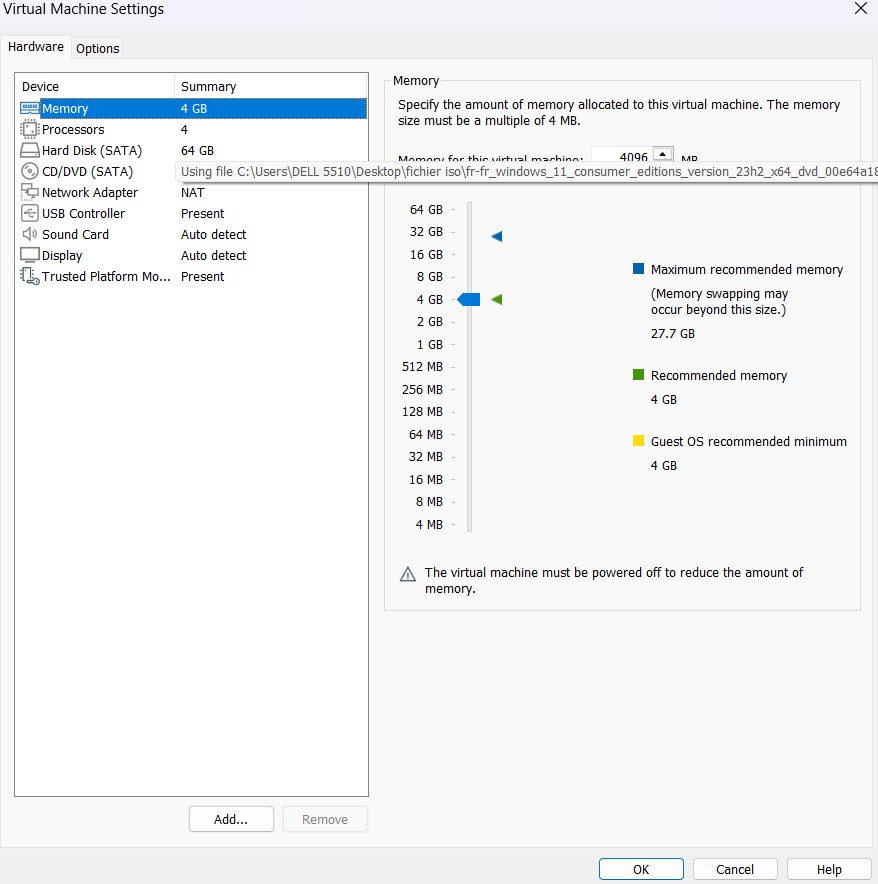 Virtual Machine Settings
Hardware Options
Device Summary
Memory 4 GB
Processors 4
Hard Disk (SATA) 64 GB
CD/DVD (SATA) Using file C:\Users\DELL 5510\Desktop\fichier iso\fr-fr_windows_11_consumer_editions_version_23h2_x64_dvd_00e64a18
Network Adapter NAT
USB Controller Present
Sound Card Auto detect
Display Auto detect
Trusted Platform Mo... Present
Add... Remove
Memory
Specify the amount of memory allocated to this virtual machine. The memory
size must be a multiple of 4 MB.
Memory for this virtual machine: 4096 MB
64 GB
32 GB
16 GB
8 GB
4 GB
2 GB
1 GB
512 MB
256 MB
128 MB
64 MB
32 MB
16 MB
8 MB
4 MB
Maximum recommended memory
(Memory swapping may
occur beyond this size.)
27.7 GB
Recommended memory
4 GB
Guest OS recommended minimum
4 GB
The virtual machine must be powered off to reduce the amount of
memory.
OK Cancel Help